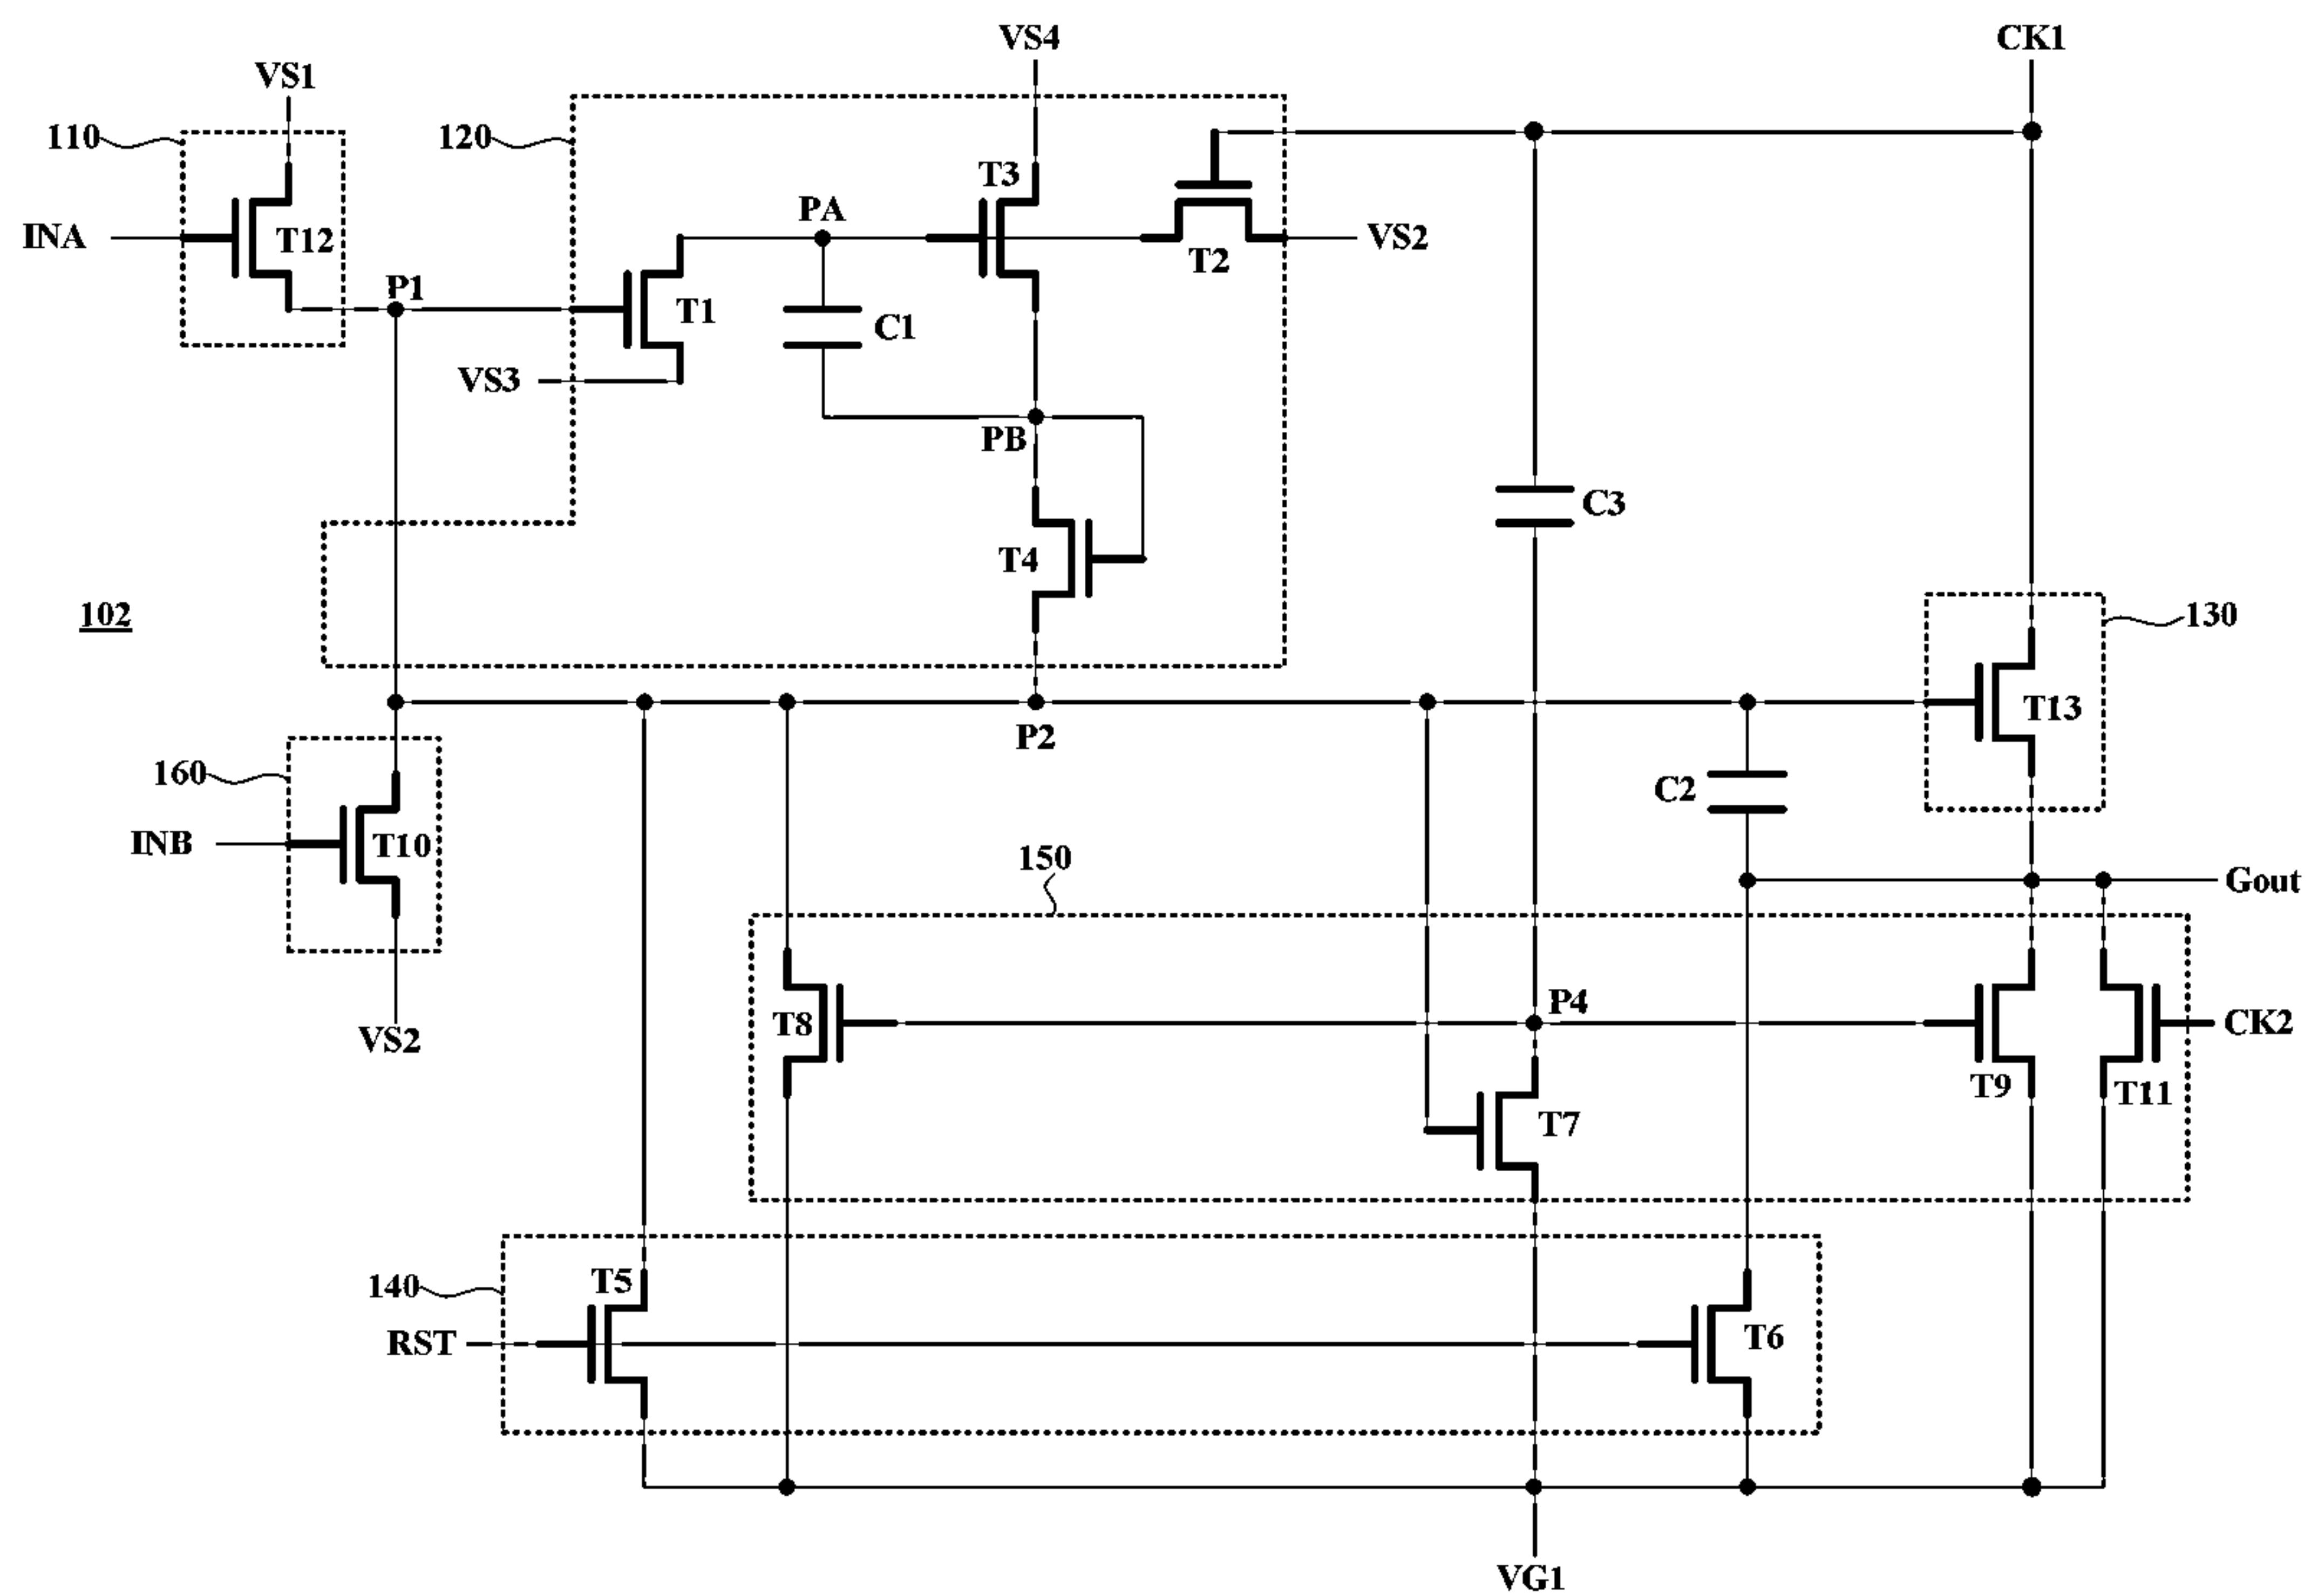 VS4
CK1
VS1
110
120
T3
PA
INA
T12
VS2
T2
P1
T1
C1
VS3
PB
C3
T4
102
130
T13
P2
160
C2
INB
T10
150
Gout
P4
T8
CK2
VS2
T9
T11
T7
140
T5
RST
T6
VG1